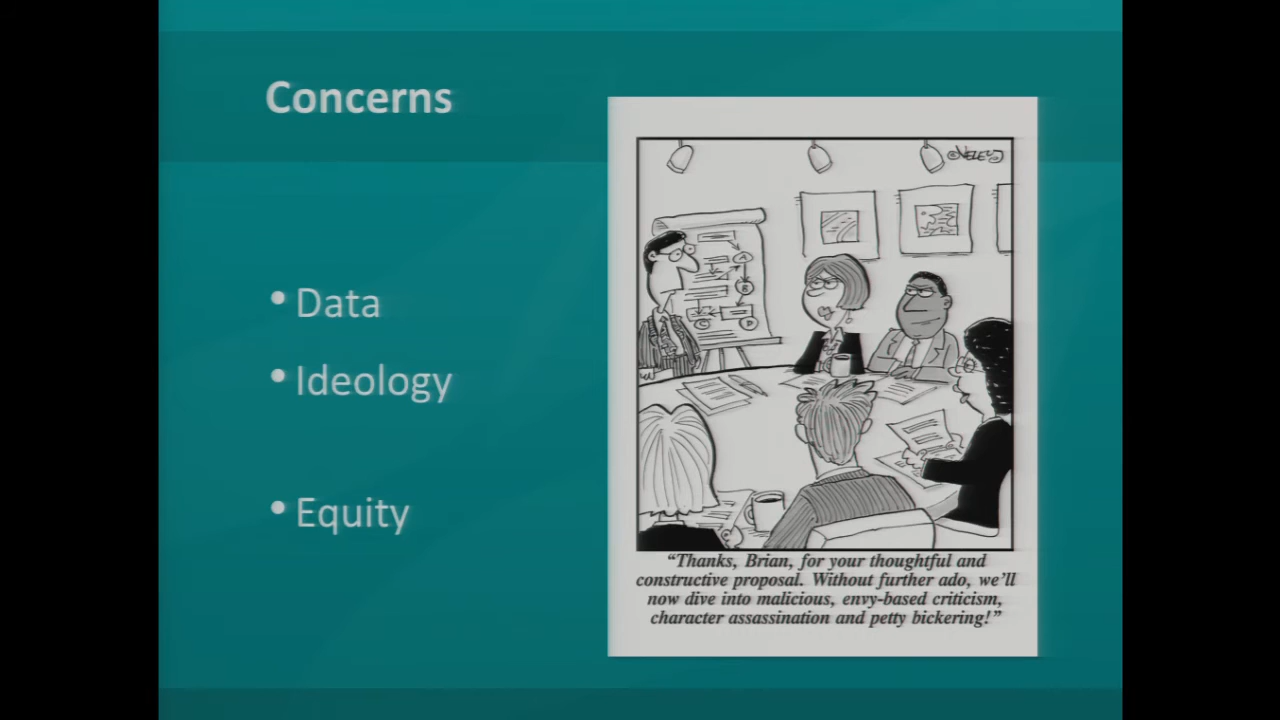 Concerns
• Data
• Ideology
• Equity
A
B
C
D
“Thanks, Brian, for your thoughtful and
constructive proposal. Without further ado, we’ll
now dive into malicious, envy-based criticism,
character assassination and petty bickering!”